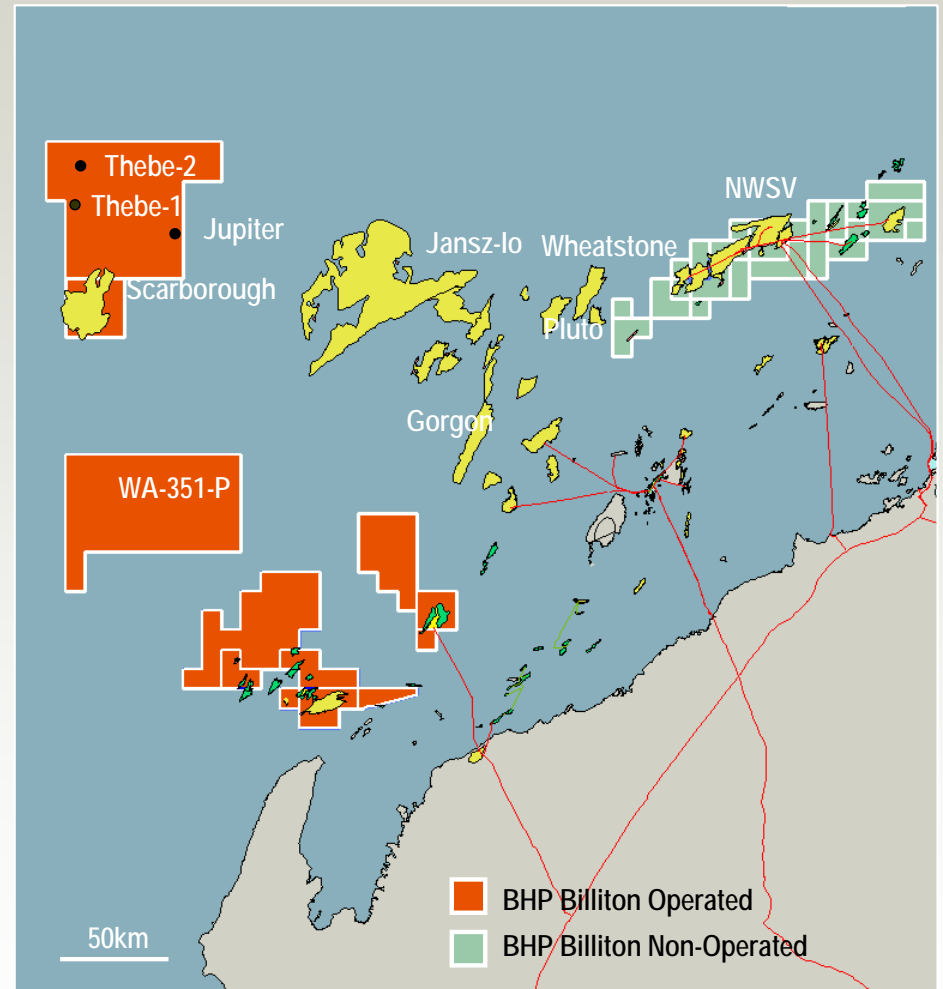 Thebe-2
Thebe-1
Jupiter
Scarborough
Jansz-Io
Wheatstone
NWSV
Pluto
Gorgon
WA-351-P
BHP Billiton Operated
BHP Billiton Non-Operated
50km